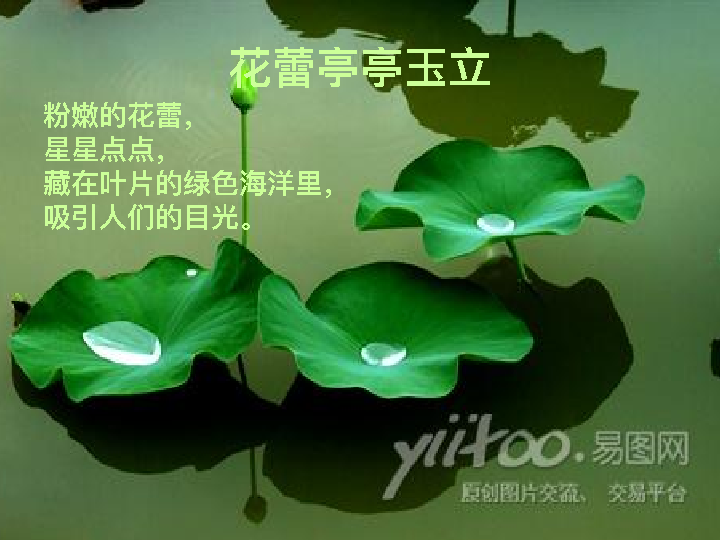 花蕾亭亭玉立
粉嫩的花蕾，
星星点点，
藏在叶片的绿色海洋里，
吸引人们的目光。
yiitoo.易图网
原创图片交流、 交易平台